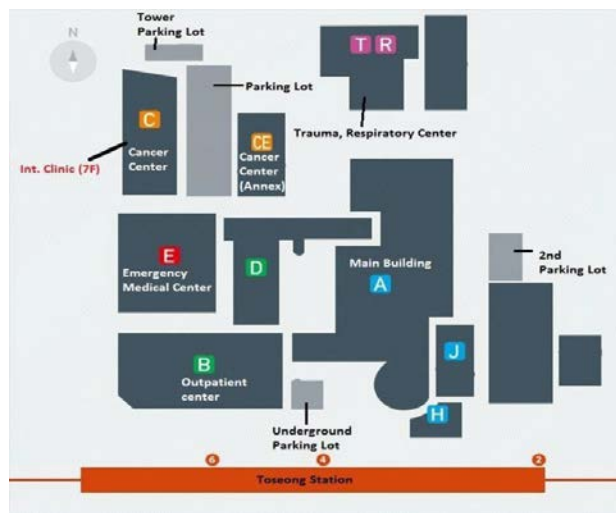 Tower
Parking Lot
N
T R
Parking Lot
C
Trauma, Respiratory Center
CE
Int. Clinic (7F)
Cancer
Center
Cancer
Center
(Annex)
E
Emergency
Medical Center
D
Main Building
A
2nd
Parking Lot
B
Outpatient
center
J
H
Underground
Parking Lot
6
4
2
Toseong Station